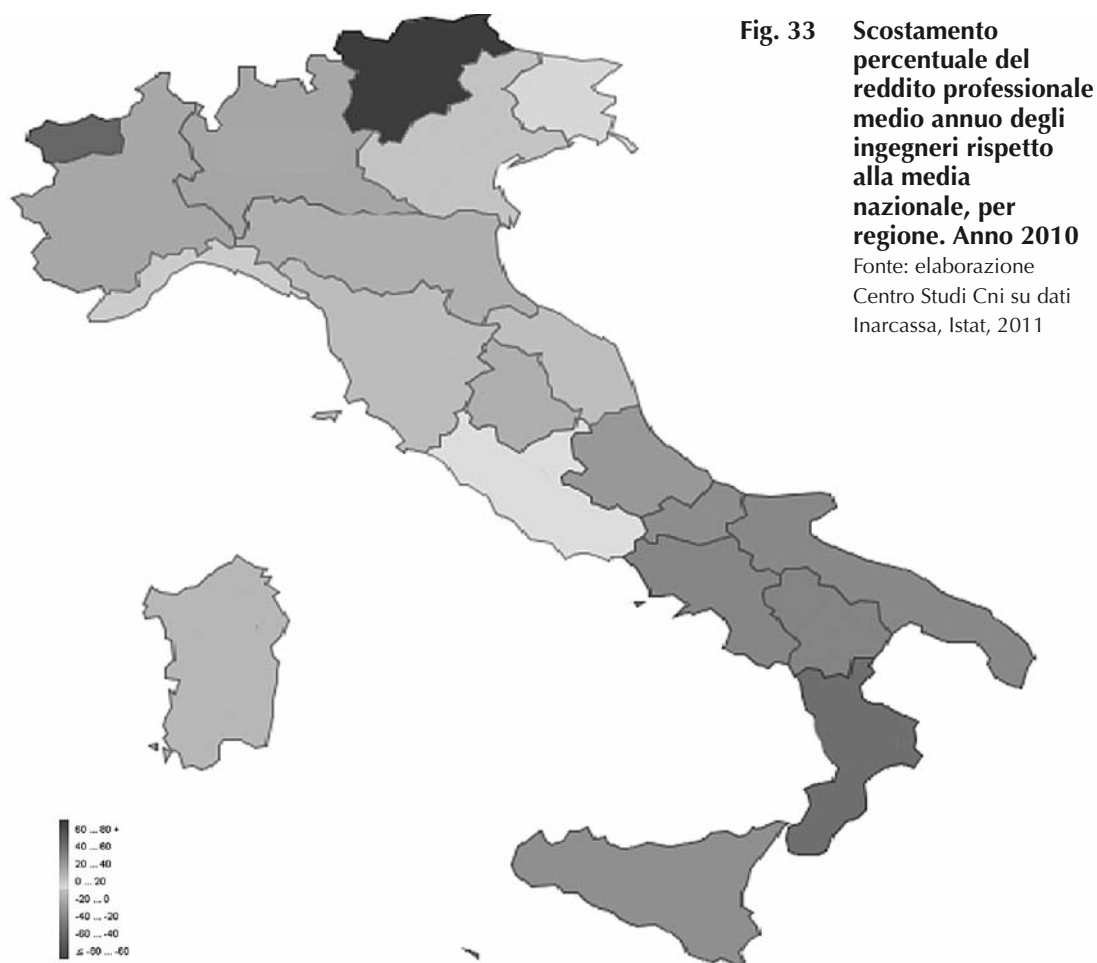 Fig. 33 Scostamento
percentuale del
reddito professionale
medio annuo degli
ingegneri rispetto
alla media
nazionale, per
regione. Anno 2010
Fonte: elaborazione
Centro Studi Cni su dati
Inarcassa, Istat, 2011
60 ... 80 +
40 ... 60
20 ... 40
0 ... 20
-20 ... 0
-40 ... -20
-60 ... -40
≤ -80 ... -60